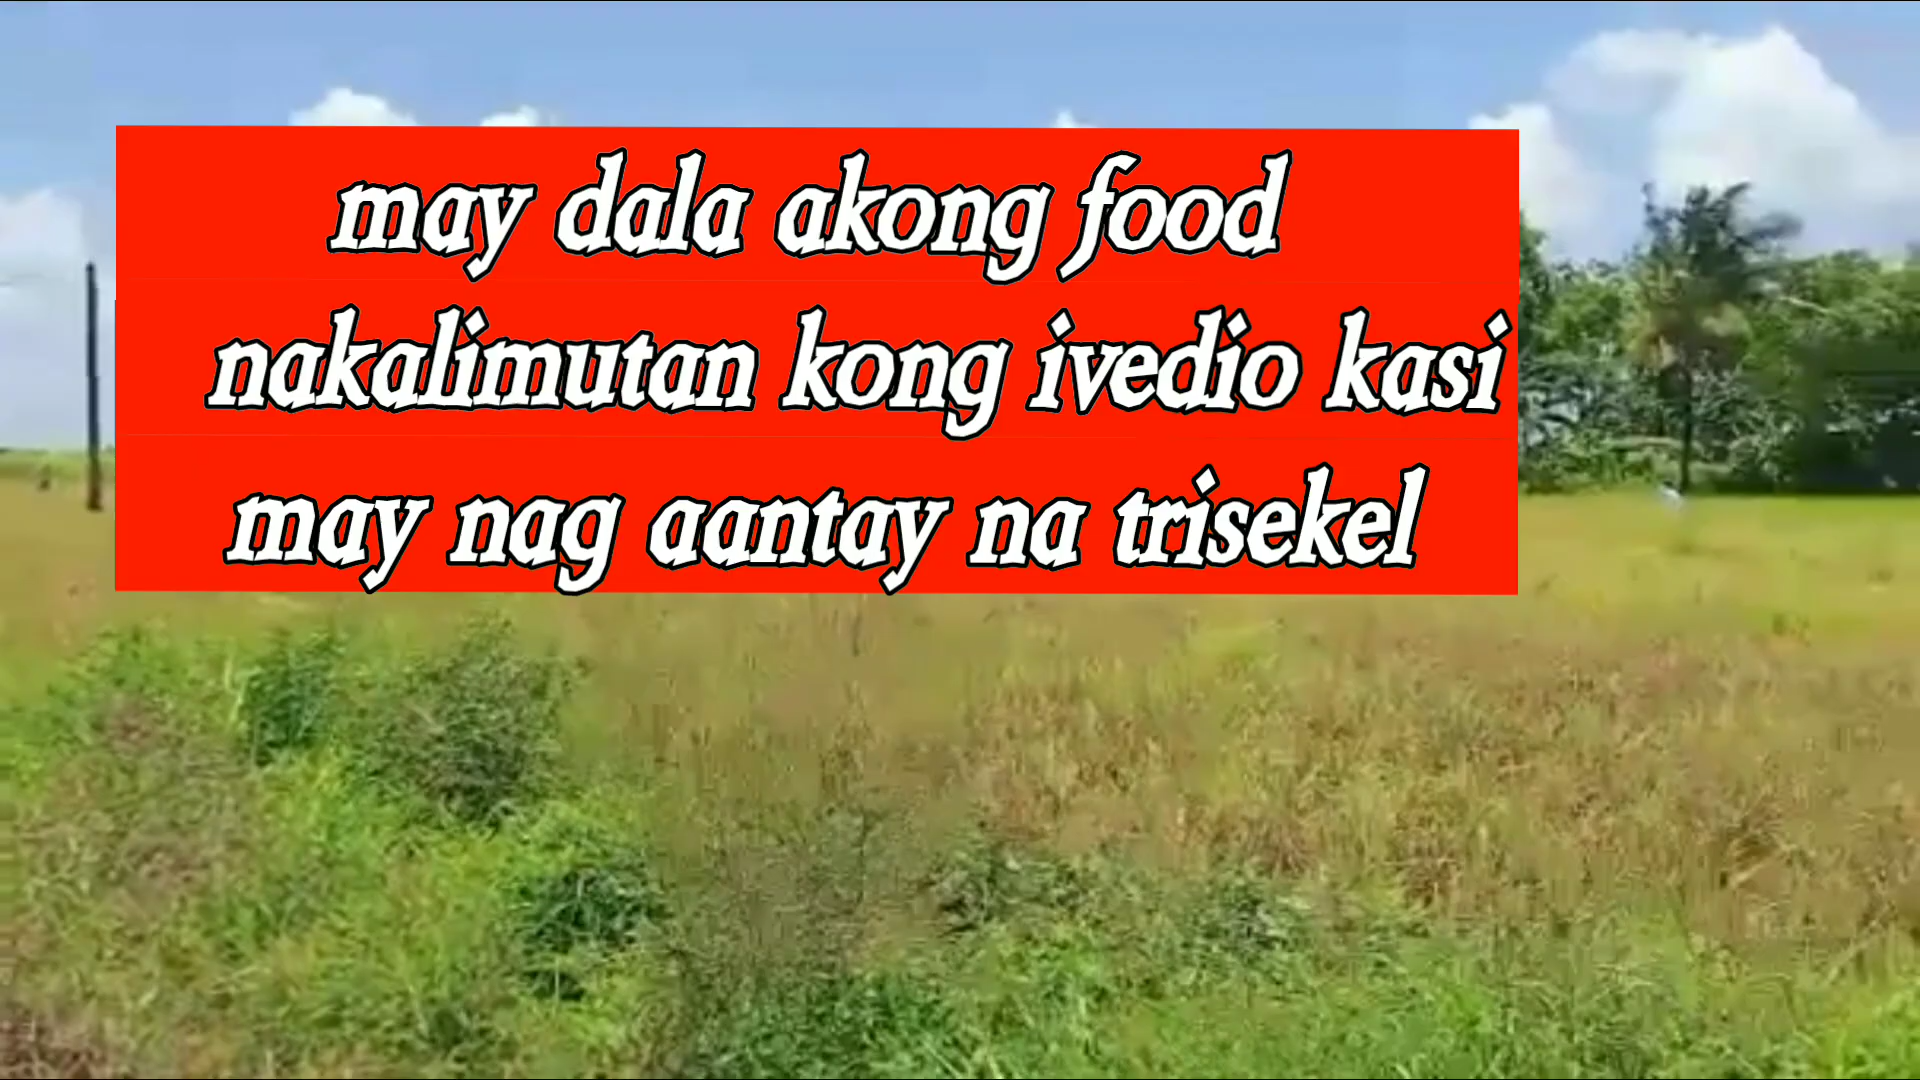 may dala akong food
nakalimutan kong ivedio kasi
may nag aantay na trisekel